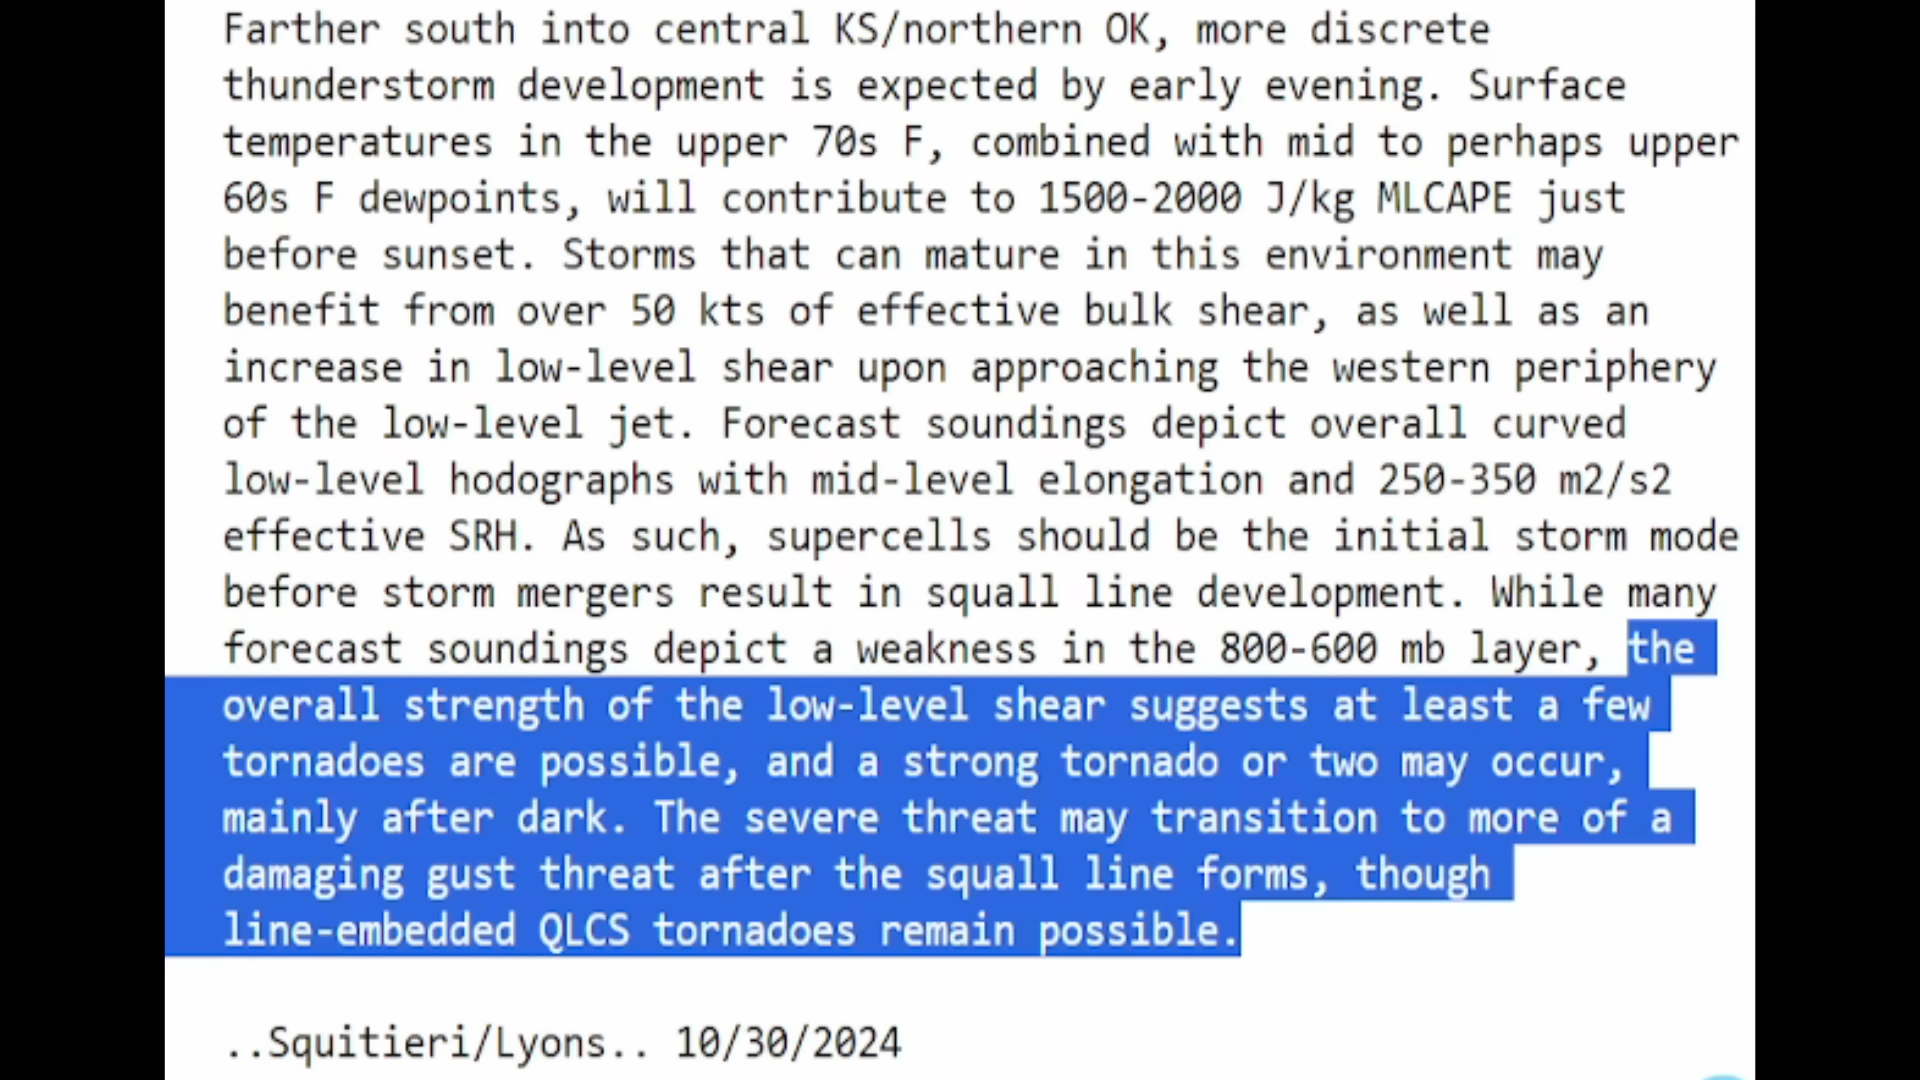 Farther south into central KS/northern OK, more discrete
thunderstorm development is expected by early evening. Surface
temperatures in the upper 70s F, combined with mid to perhaps upper
60s F dewpoints, will contribute to 1500-2000 J/kg MLCAPE just
before sunset. Storms that can mature in this environment may
benefit from over 50 kts of effective bulk shear, as well as an
increase in low-level shear upon approaching the western periphery
of the low-level jet. Forecast soundings depict overall curved
low-level hodographs with mid-level elongation and 250-350 m2/s2
effective SRH. As such, supercells should be the initial storm mode
before storm mergers result in squall line development. While many
forecast soundings depict a weakness in the 800-600 mb layer, the
overall strength of the low-level shear suggests at least a few
tornadoes are possible, and a strong tornado or two may occur,
mainly after dark. The severe threat may transition to more of a
damaging gust threat after the squall line forms, though
line-embedded QLCS tornadoes remain possible.
..Squitieri/Lyons.. 10/30/2024